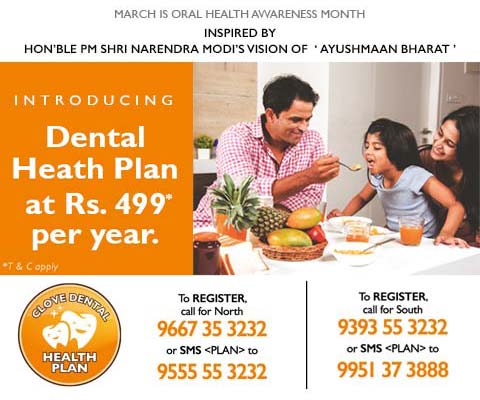 MARCH IS ORAL HEALTH AWARENESS MONTH
INSPIRED BY
HON'BLE PM SHRI NARENDRA MODI'S VISION OF ‘ AYUSHMAAN BHARAT ’
INTRODUCING
Dental
Heath Plan
at Rs. 499*
per year.
*T & C apply
CLOVE DENTAL
HEALTH
PLAN
To REGISTER,
call for North
9667 35 3232
or SMS <PLAN> to
9555 55 3232
To REGISTER,
call for South
9393 55 3232
or SMS <PLAN> to
9951 37 3888